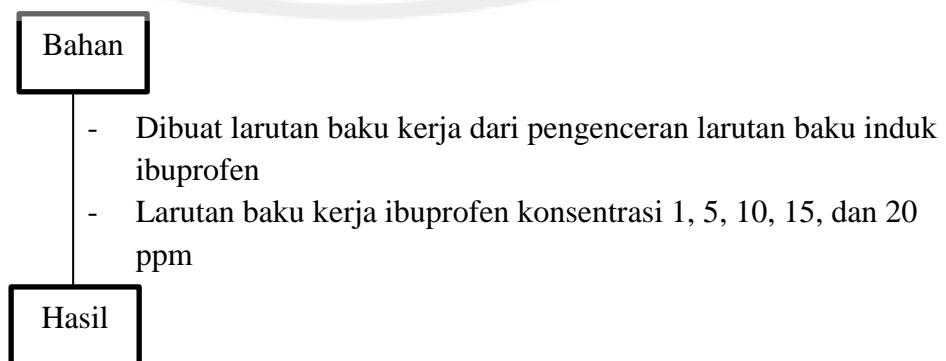 Bahan
- Dibuat larutan baku kerja dari pengenceran larutan baku induk
ibuprofen
- Larutan baku kerja ibuprofen konsentrasi 1, 5, 10, 15, dan 20
ppm
Hasil